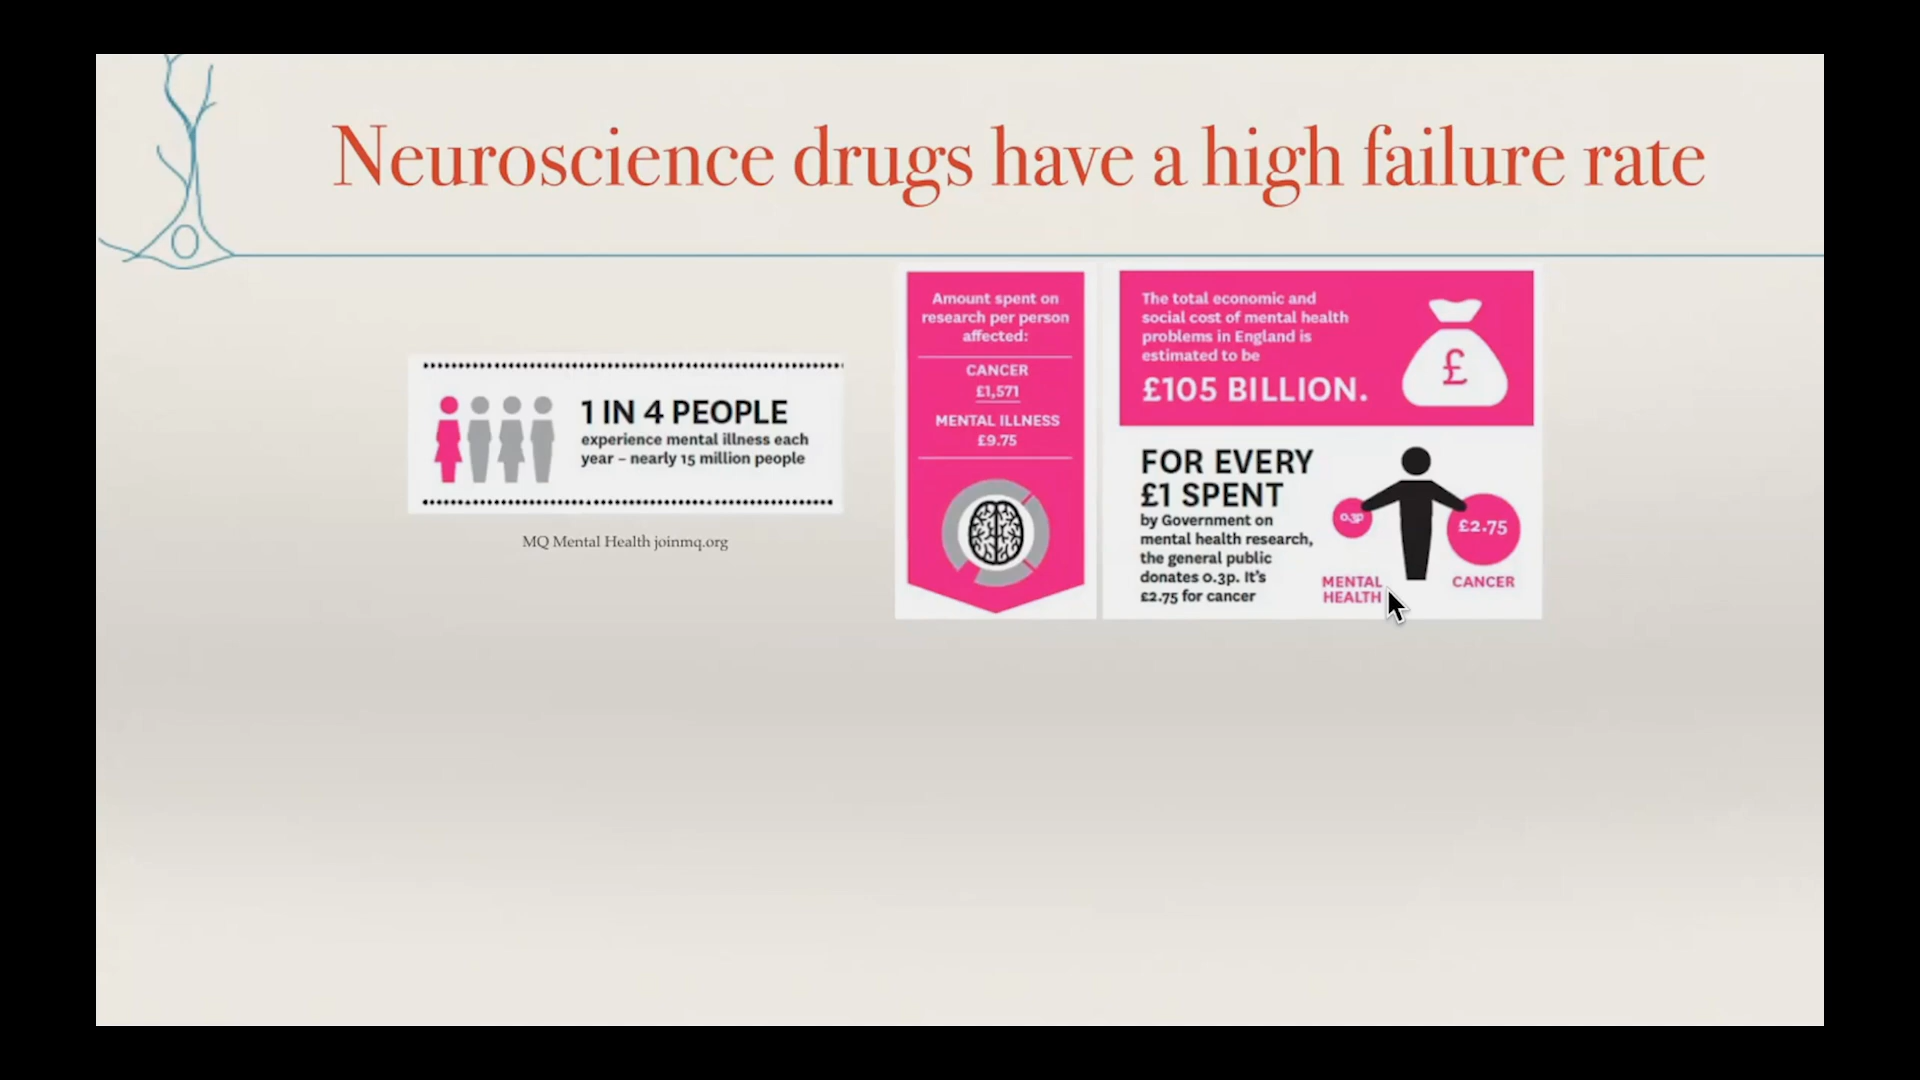 Neuroscience drugs have a high failure rate
1 IN 4 PEOPLE
experience mental illness each
year – nearly 15 million people
MQ Mental Health joinmq.org
Amount spent on
research per person
affected:
CANCER
£1,571
MENTAL ILLNESS
£9.75
The total economic and
social cost of mental health
problems in England is
estimated to be
£105 BILLION.
£
FOR EVERY
£1 SPENT
by Government on
mental health research,
the general public
donates 0.3p. It's
£2.75 for cancer
0.3p
£2.75
MENTAL
HEALTH
CANCER